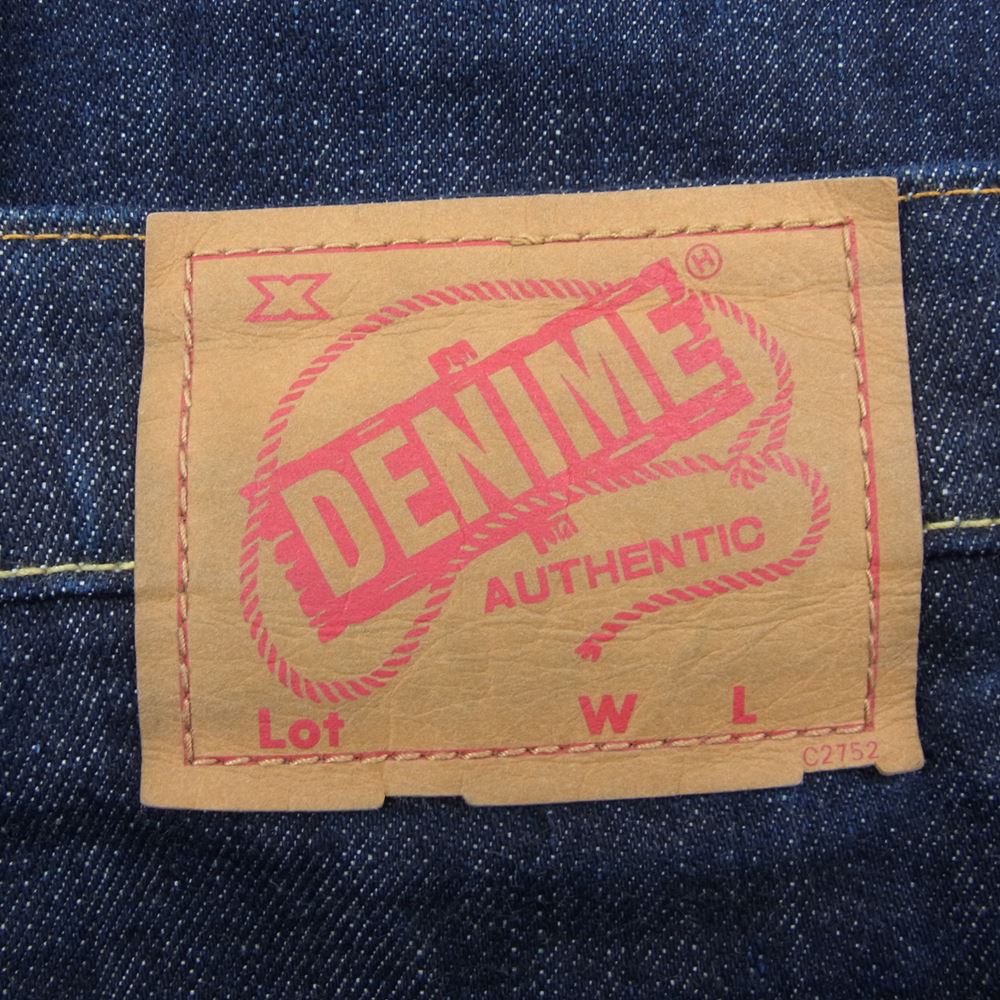 X
Ⓗ
DENIME
AUTHENTIC
Lot W L
C2752